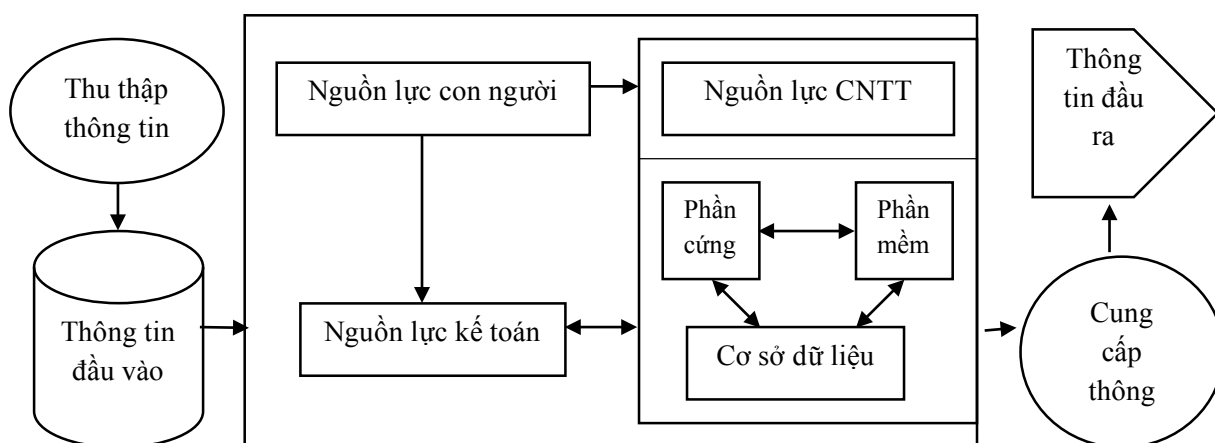 Thu thập
thông tin
Thông tin
đầu vào
Nguồn lực con người
Nguồn lực kế toán
Nguồn lực CNTT
Phần
cứng
Phần
mềm
Cơ sở dữ liệu
Thông
tin đầu
ra
Cung
cấp
thông